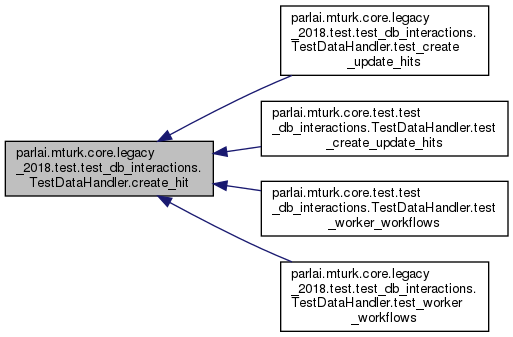 parlai.mturk.core.legacy
_2018.test.test_db_interactions.
TestDataHandler.test_create
_update_hits
parlai.mturk.core.test.test
_db_interactions.TestDataHandler.test
_create_update_hits
parlai.mturk.core.legacy
_2018.test.test_db_interactions.
TestDataHandler.create_hit
parlai.mturk.core.test.test
_db_interactions.TestDataHandler.test
_worker_workflows
parlai.mturk.core.legacy
_2018.test.test_db_interactions.
TestDataHandler.test_worker
_workflows